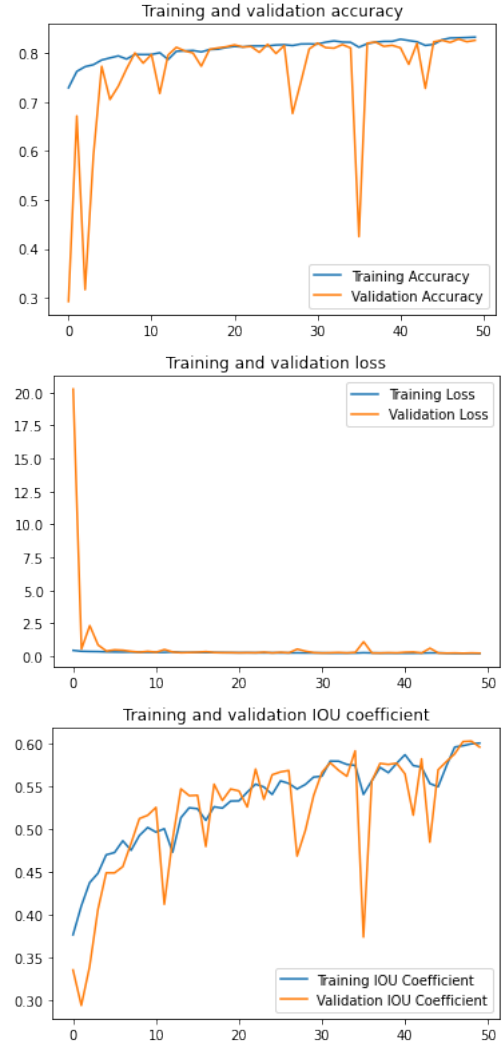 Training and validation accuracy
0.8
0.7
0.6
0.5
0.4
0.3
Training Accuracy
Validation Accuracy
0 10 20 30 40 50
Training and validation loss
20.0
17.5
15.0
12.5
10.0
7.5
5.0
2.5
0.0
Training Loss
Validation Loss
0 10 20 30 40 50
Training and validation IOU coefficient
0.60
0.55
0.50
0.45
0.40
0.35
0.30
Training IOU Coefficient
Validation IOU Coefficient
0 10 20 30 40 50